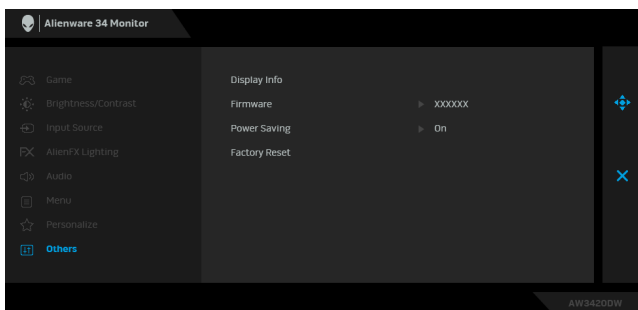 Alienware 34 Monitor
Game
Brightness/Contrast
Input Source
AlienFX Lighting
Audio
Menu
Personalize
Others
Display Info
Firmware XXXXXX
Power Saving On
Factory Reset
AW3420DW